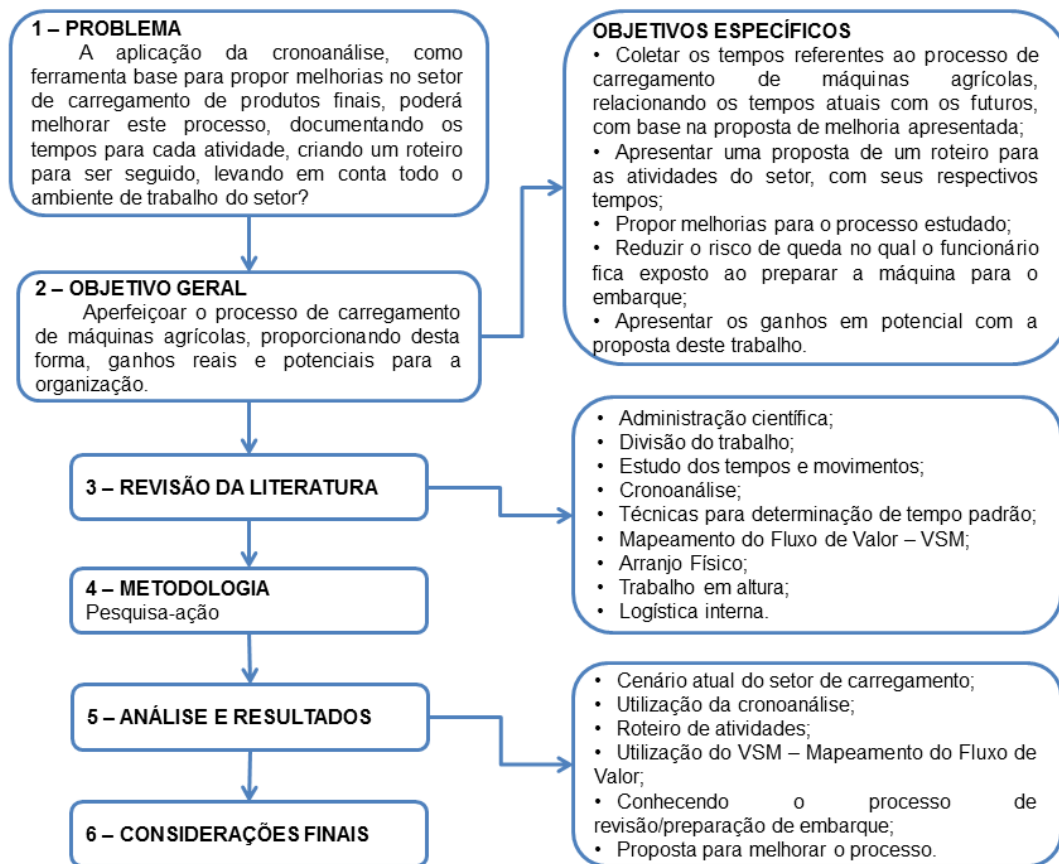 1 – PROBLEMA
A aplicação da cronoanálise, como
ferramenta base para propor melhorias no setor
de carregamento de produtos finais, poderá
melhorar este processo, documentando os
tempos para cada atividade, criando um roteiro
para ser seguido, levando em conta todo o
ambiente de trabalho do setor?
OBJETIVOS ESPECÍFICOS
• Coletar os tempos referentes ao processo de
carregamento de máquinas agrícolas,
relacionando os tempos atuais com os futuros,
com base na proposta de melhoria apresentada;
• Apresentar uma proposta de um roteiro para
as atividades do setor, com seus respectivos
tempos;
• Propor melhorias para o processo estudado;
• Reduzir o risco de queda no qual o funcionário
fica exposto ao preparar a máquina para o
embarque;
• Apresentar os ganhos em potencial com a
proposta deste trabalho.
2 – OBJETIVO GERAL
Aperfeiçoar o processo de carregamento
de máquinas agrícolas, proporcionando desta
forma, ganhos reais e potenciais para a
organização.
3 – REVISÃO DA LITERATURA
• Administração científica;
• Divisão do trabalho;
• Estudo dos tempos e movimentos;
• Cronoanálise;
• Técnicas para determinação de tempo padrão;
• Mapeamento do Fluxo de Valor – VSM;
• Arranjo Físico;
• Trabalho em altura;
• Logística interna.
4 – METODOLOGIA
Pesquisa-ação
5 – ANÁLISE E RESULTADOS
• Cenário atual do setor de carregamento;
• Utilização da cronoanálise;
• Roteiro de atividades;
• Utilização do VSM – Mapeamento do Fluxo de
Valor;
• Conhecendo o processo de
revisão/preparação de embarque;
• Proposta para melhorar o processo.
6 – CONSIDERAÇÕES FINAIS